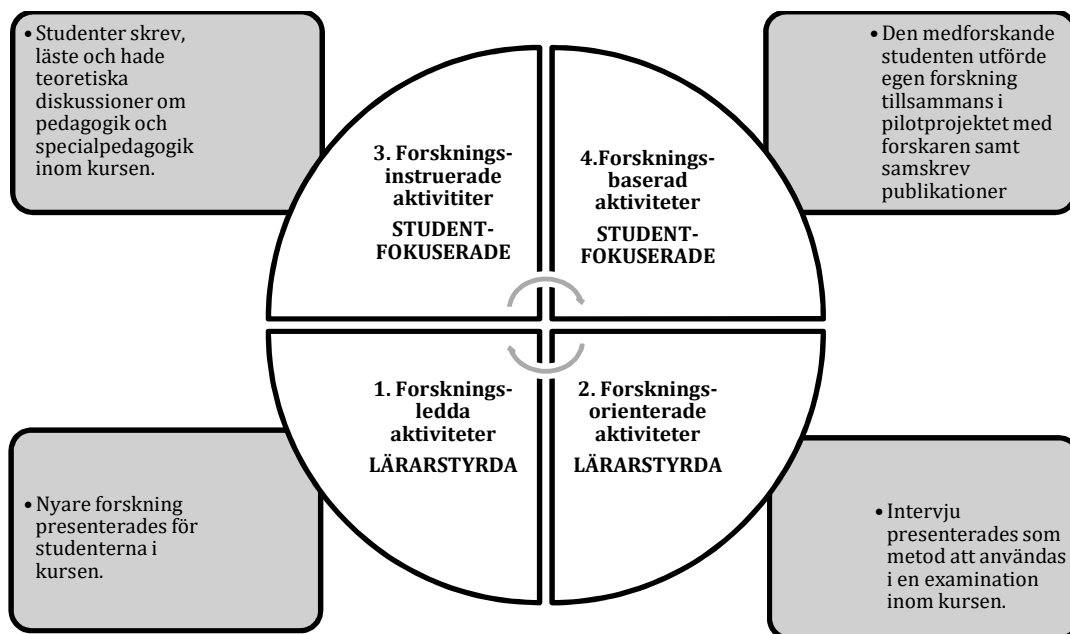 • Studenter skrev,
läste och hade
teoretiska
diskussioner om
pedagogik och
specialpedagogik
inom kursen.
• Den medforskande
studenten utförde
egen forskning
tillsammans i
pilotprojektet med
forskaren samt
samskrev
publikationer
3. Forsknings-
instruerade
aktivititer
STUDENT-
FOKUSERADE
4.Forsknings-
baserad
aktiviteter
STUDENT-
FOKUSERADE
1. Forsknings-
ledda
aktiviteter
LÄRARSTYRDA
2. Forsknings-
orienterade
aktiviteter
LÄRARSTYRDA
• Nyare forskning
presenterades för
studenterna i
kursen.
• Intervju
presenterades som
metod att användas
i en examination
inom kursen.